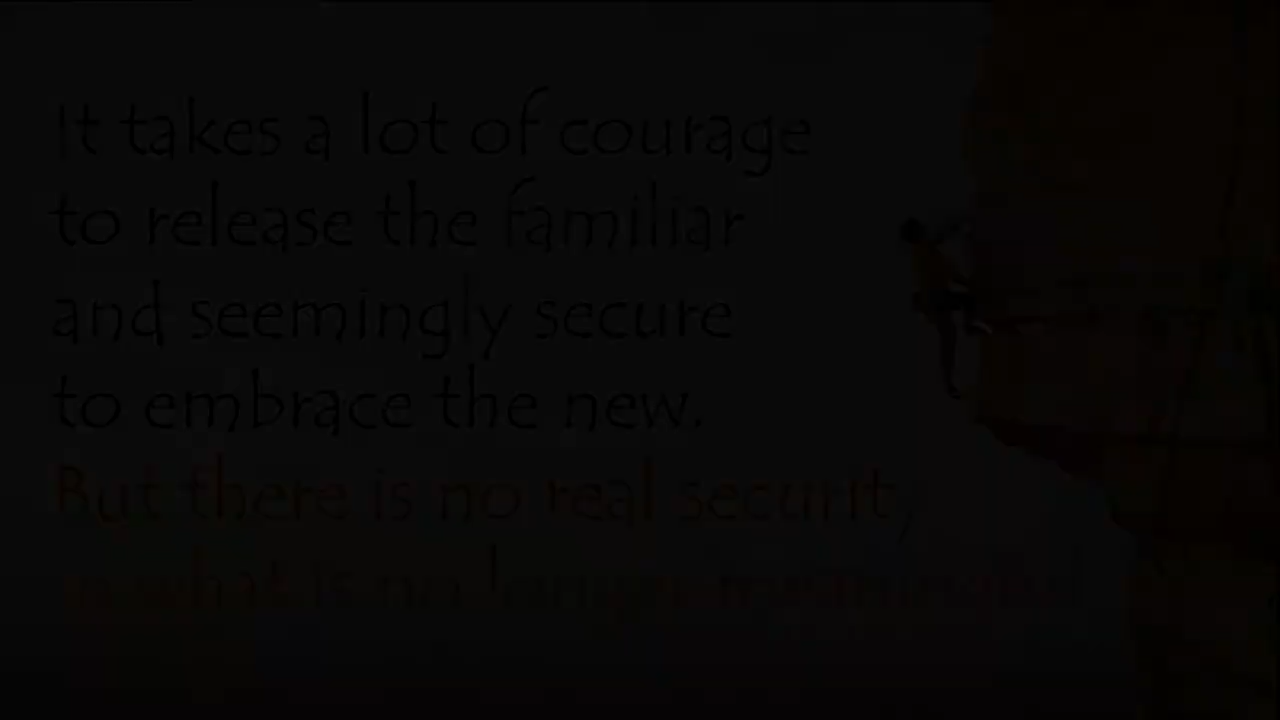 It takes a lot of courage
to release the familiar
and seemingly secure
to embrace the new.
But there is no real security
in what is no longer meaningful